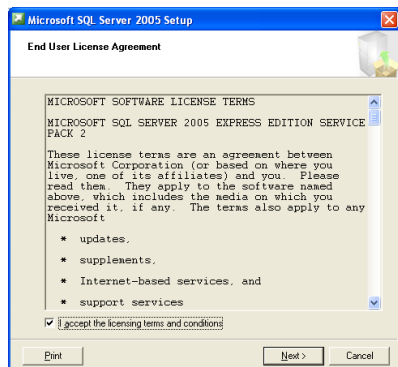 Microsoft SQL Server 2005 Setup
End User License Agreement
MICROSOFT SOFTWARE LICENSE TERMS
MICROSOFT SQL SERVER 2005 EXPRESS EDITION SERVICE
PACK 2
These license terms are an agreement between
Microsoft Corporation (or based on where you
live, one of its affiliates) and you.  Please
read them.  They apply to the software named
above, which includes the media on which you
received it, if any.  The terms also apply to any
Microsoft
* updates,
* supplements,
* Internet-based services, and
* support services
I accept the licensing terms and conditions
Print
Next >
Cancel